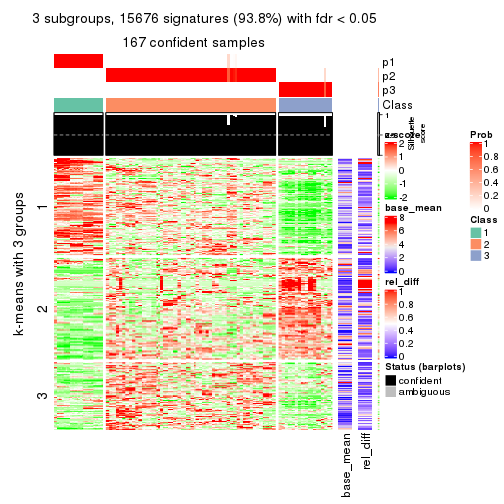 3 subgroups, 15676 signatures (93.8%) with fdr < 0.05
167 confident samples
p1
p2
p3
Class
1
Silhouette
score
k-means with 3 groups
1
2
3
base_mean
rel_diff
z-score
2
1
0
-1
-2
base_mean
8
6
4
2
0
rel_diff
1
0.8
0.6
0.4
0.2
0
Status (barplots)
confident
ambiguous
Prob
1
0.8
0.6
0.4
0.2
0
Class
1
2
3